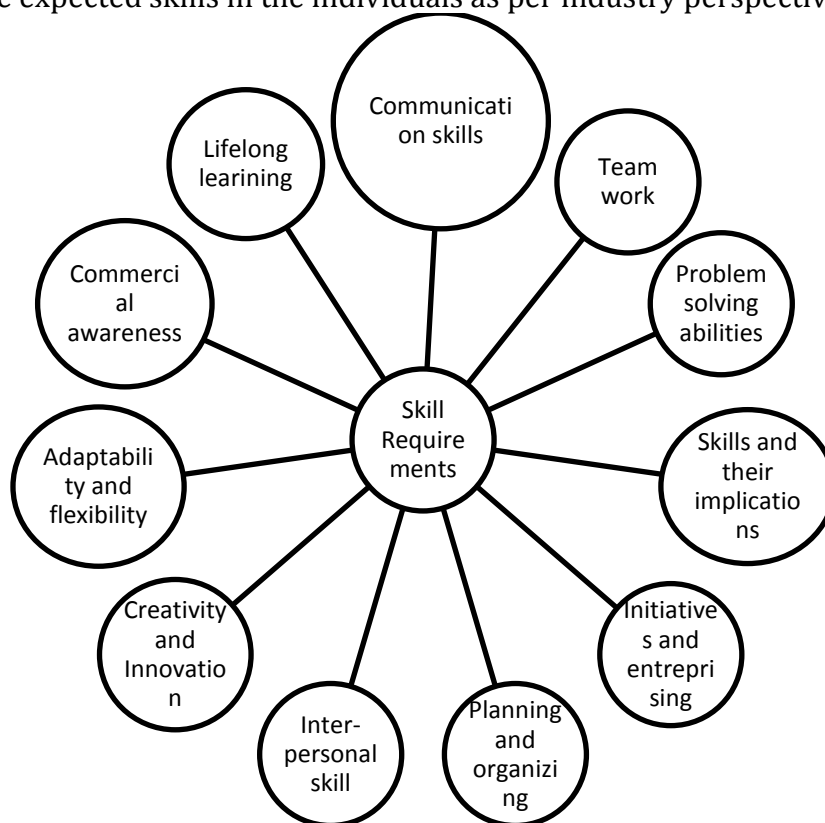 e expected skills in the individuals as per industry perspectiv
Communicati
on skills
Team
work
Problem
solving
abilities
Skills and
their
implicatio
ns
Initiative
s and
entrepri
sing
Planning
and
organizi
ng
Inter-
personal
skill
Creativity
and
Innovatio
n
Adaptabili
ty and
flexibility
Commerci
al
awareness
Lifelong
learining
Skill
Require
ments